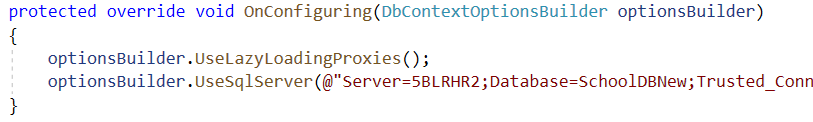 protected override void OnConfiguring(DbContextOptionsBuilder optionsBuilder)
{
    optionsBuilder.UseLazyLoadingProxies();
    optionsBuilder.UseSqlServer(@"Server=5BLRHR2;Database=SchoolDBNew;Trusted_Conn
}